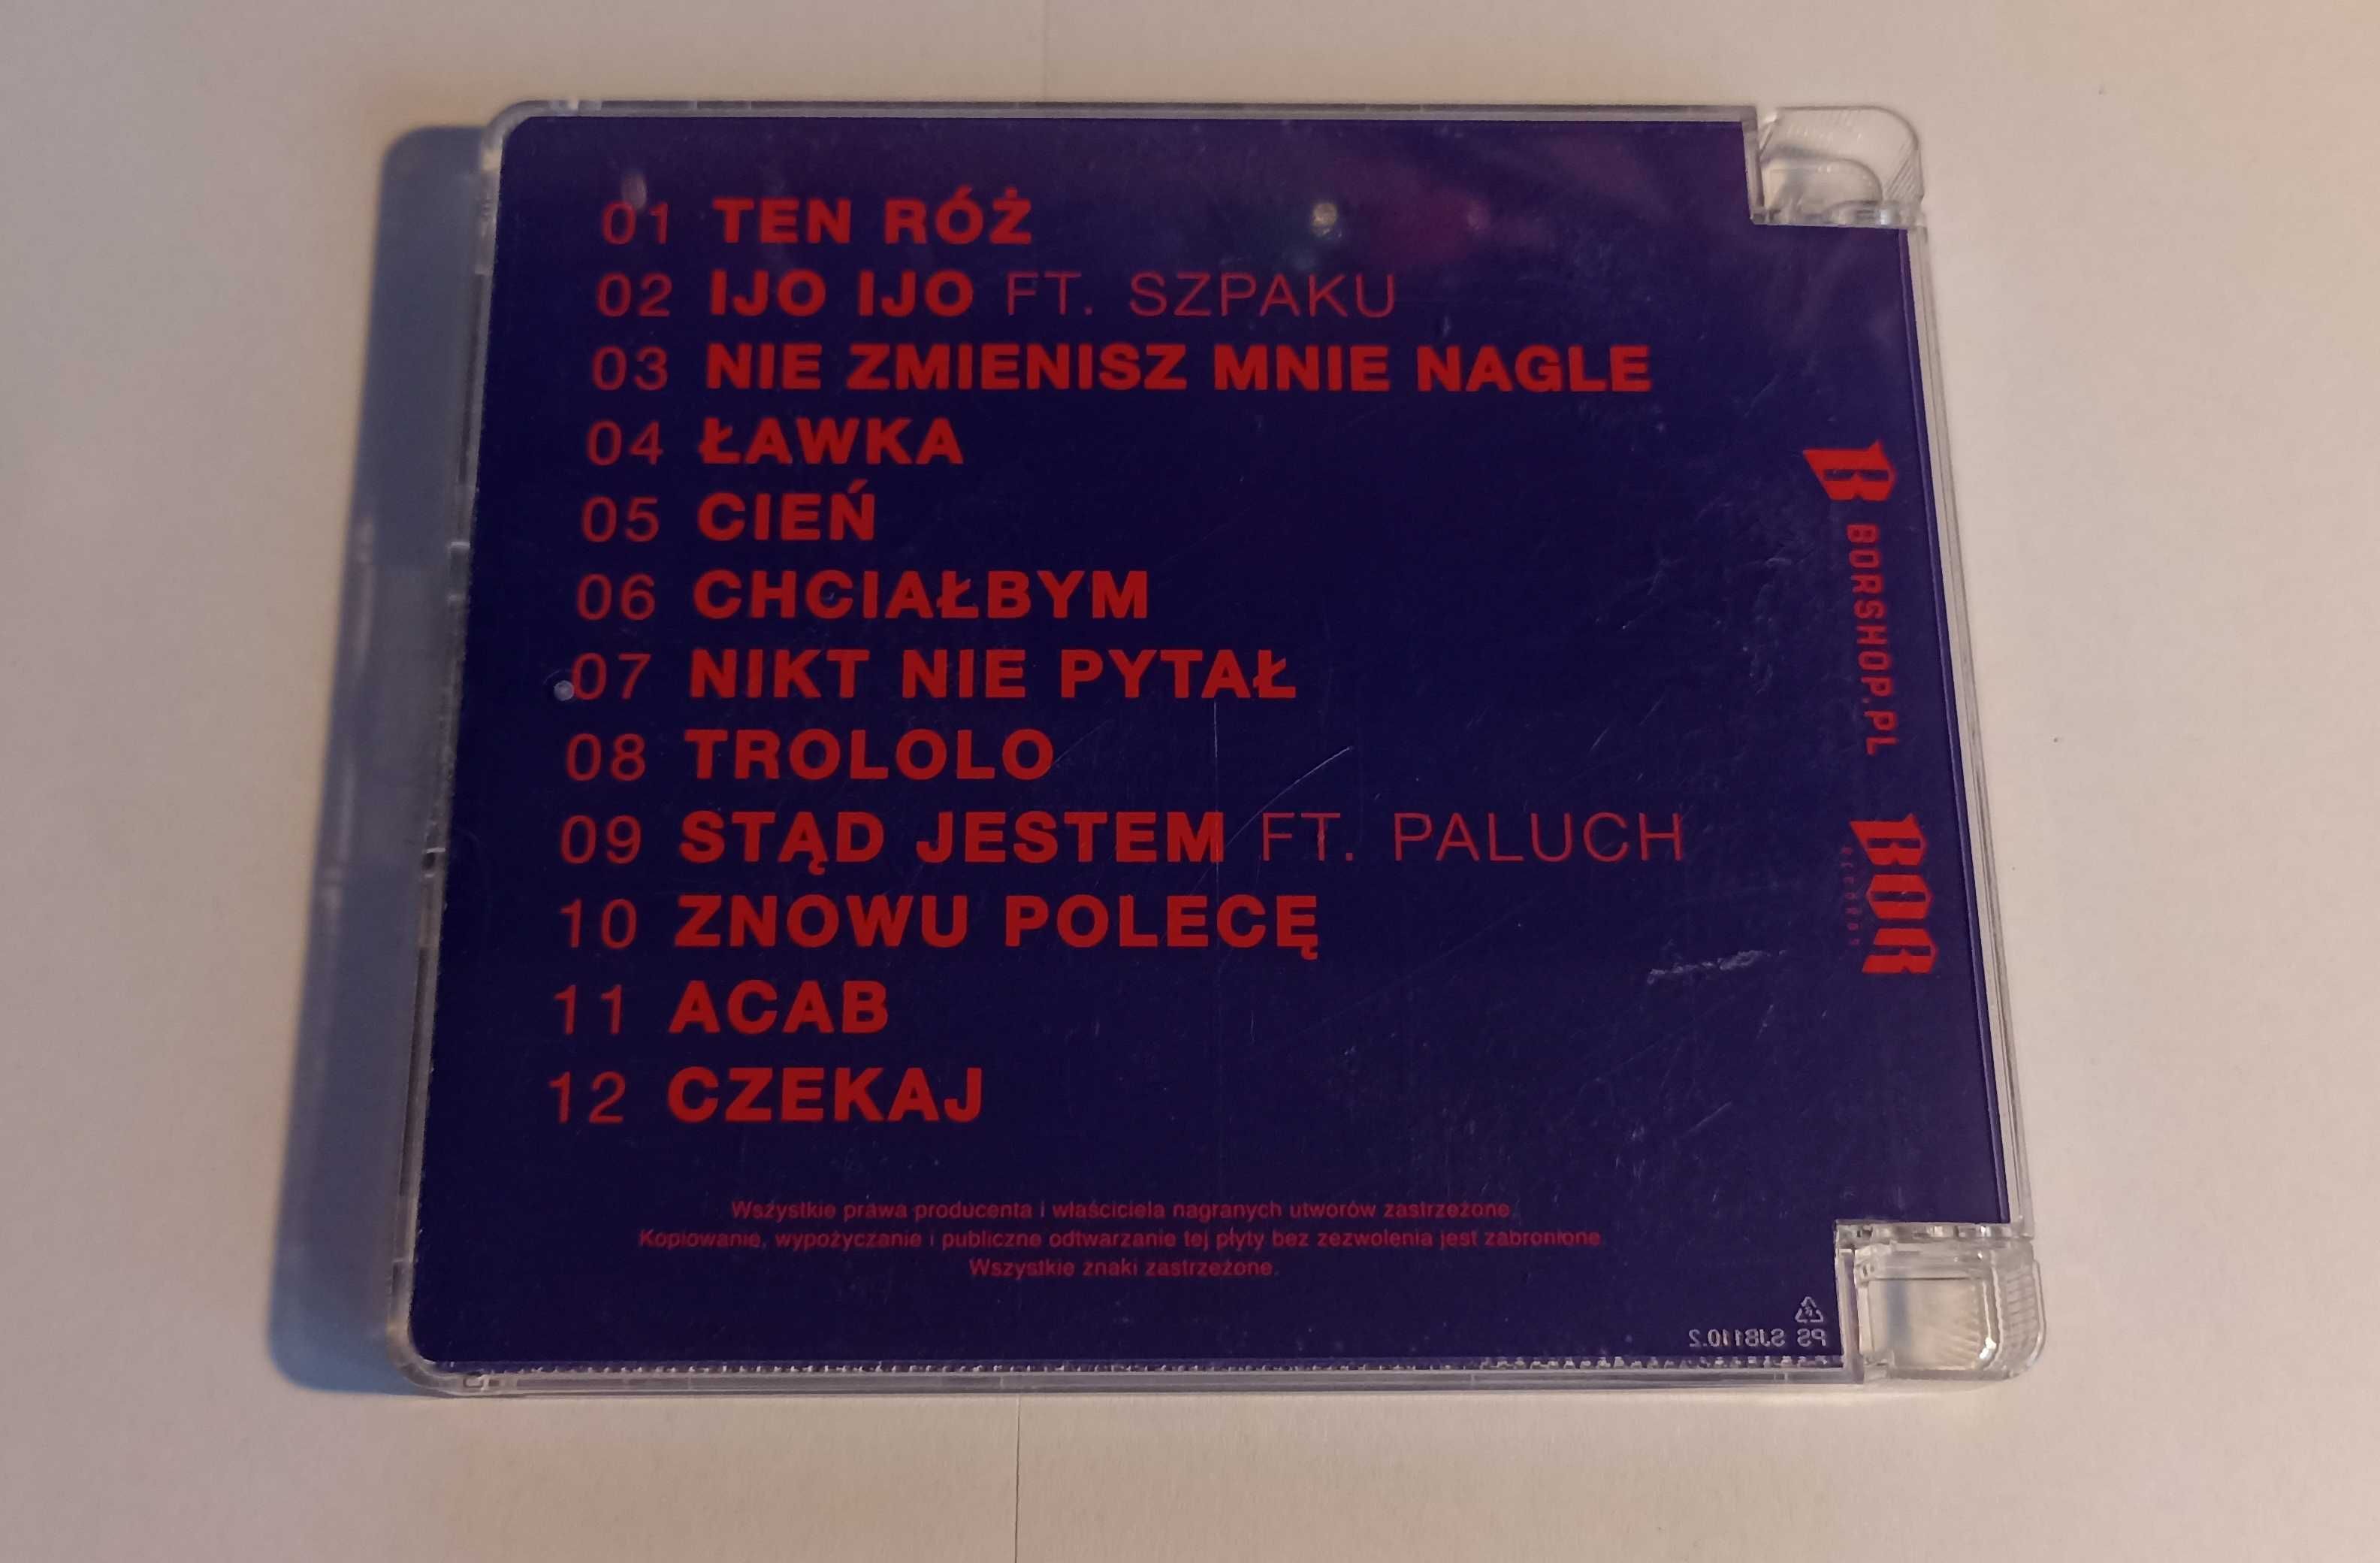 01 TEN RÓŻ
02 IJO IJO FT. SZPAKU
03 NIE ZMIENISZ MNIE NAGLE
04 ŁAWKA
05 CIEŃ
06 CHCIAŁBYM
07 NIKT NIE PYTAŁ
08 TROLOLO
09 STĄD JESTEM FT. PALUCH
10 ZNOWU POLECĘ
11 ACAB
12 CZEKAJ
Wszystkie prawa producenta i właściciela nagranych utworów zastrzeżone.
Kopiowanie, wypożyczanie i publiczne odtwarzanie tej płyty bez zezwolenia jest zabronione.
Wszystkie znaki zastrzeżone.
B BORSHOP.PL
BOR
PS SJB110.2